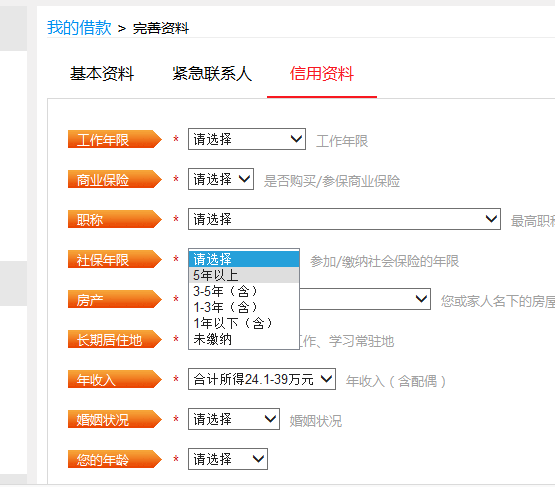 我的借款 > 完善资料
基本资料 紧急联系人 信用资料
工作年限 * 请选择 工作年限
商业保险 * 请选择 是否购买/参保商业保险
职称 * 请选择 最高职
社保年限 * 请选择 参加/缴纳社会保险的年限
5年以上
3-5年（含）
房产 * 您或家人名下的房屋
1-3年（含）
1年以下（含）
长期居住地 未缴纳 工作、学习常驻地
年收入 * 合计所得24.1-39万元 年收入（含配偶）
婚姻状况 * 请选择 婚姻状况
您的年龄 * 请选择